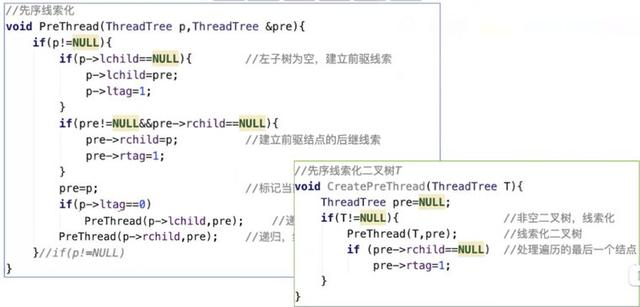 //先序线索化
void PreThread(ThreadTree p,ThreadTree &pre){
if(p!=NULL){
if(p->lchild==NULL){ //左子树为空，建立前驱线索
p->lchild=pre;
p->ltag=1;
}
if(pre!=NULL&&pre->rchild==NULL){
pre->rchild=p; //建立前驱结点的后继线索
pre->rtag=1;
}
pre=p; //标记当
if(p->ltag==0)
PreThread(p->lchild,pre); //递
PreThread(p->rchild,pre); //递归，
}//if(p!=NULL)
}
//先序线索化二叉树T
void CreatePreThread(ThreadTree T){
ThreadTree pre=NULL;
if(T!=NULL){ //非空二叉树，线索化
PreThread(T,pre); //线索化二叉树
if (pre->rchild==NULL) //处理遍历的最后一个结点
pre->rtag=1;
}
}